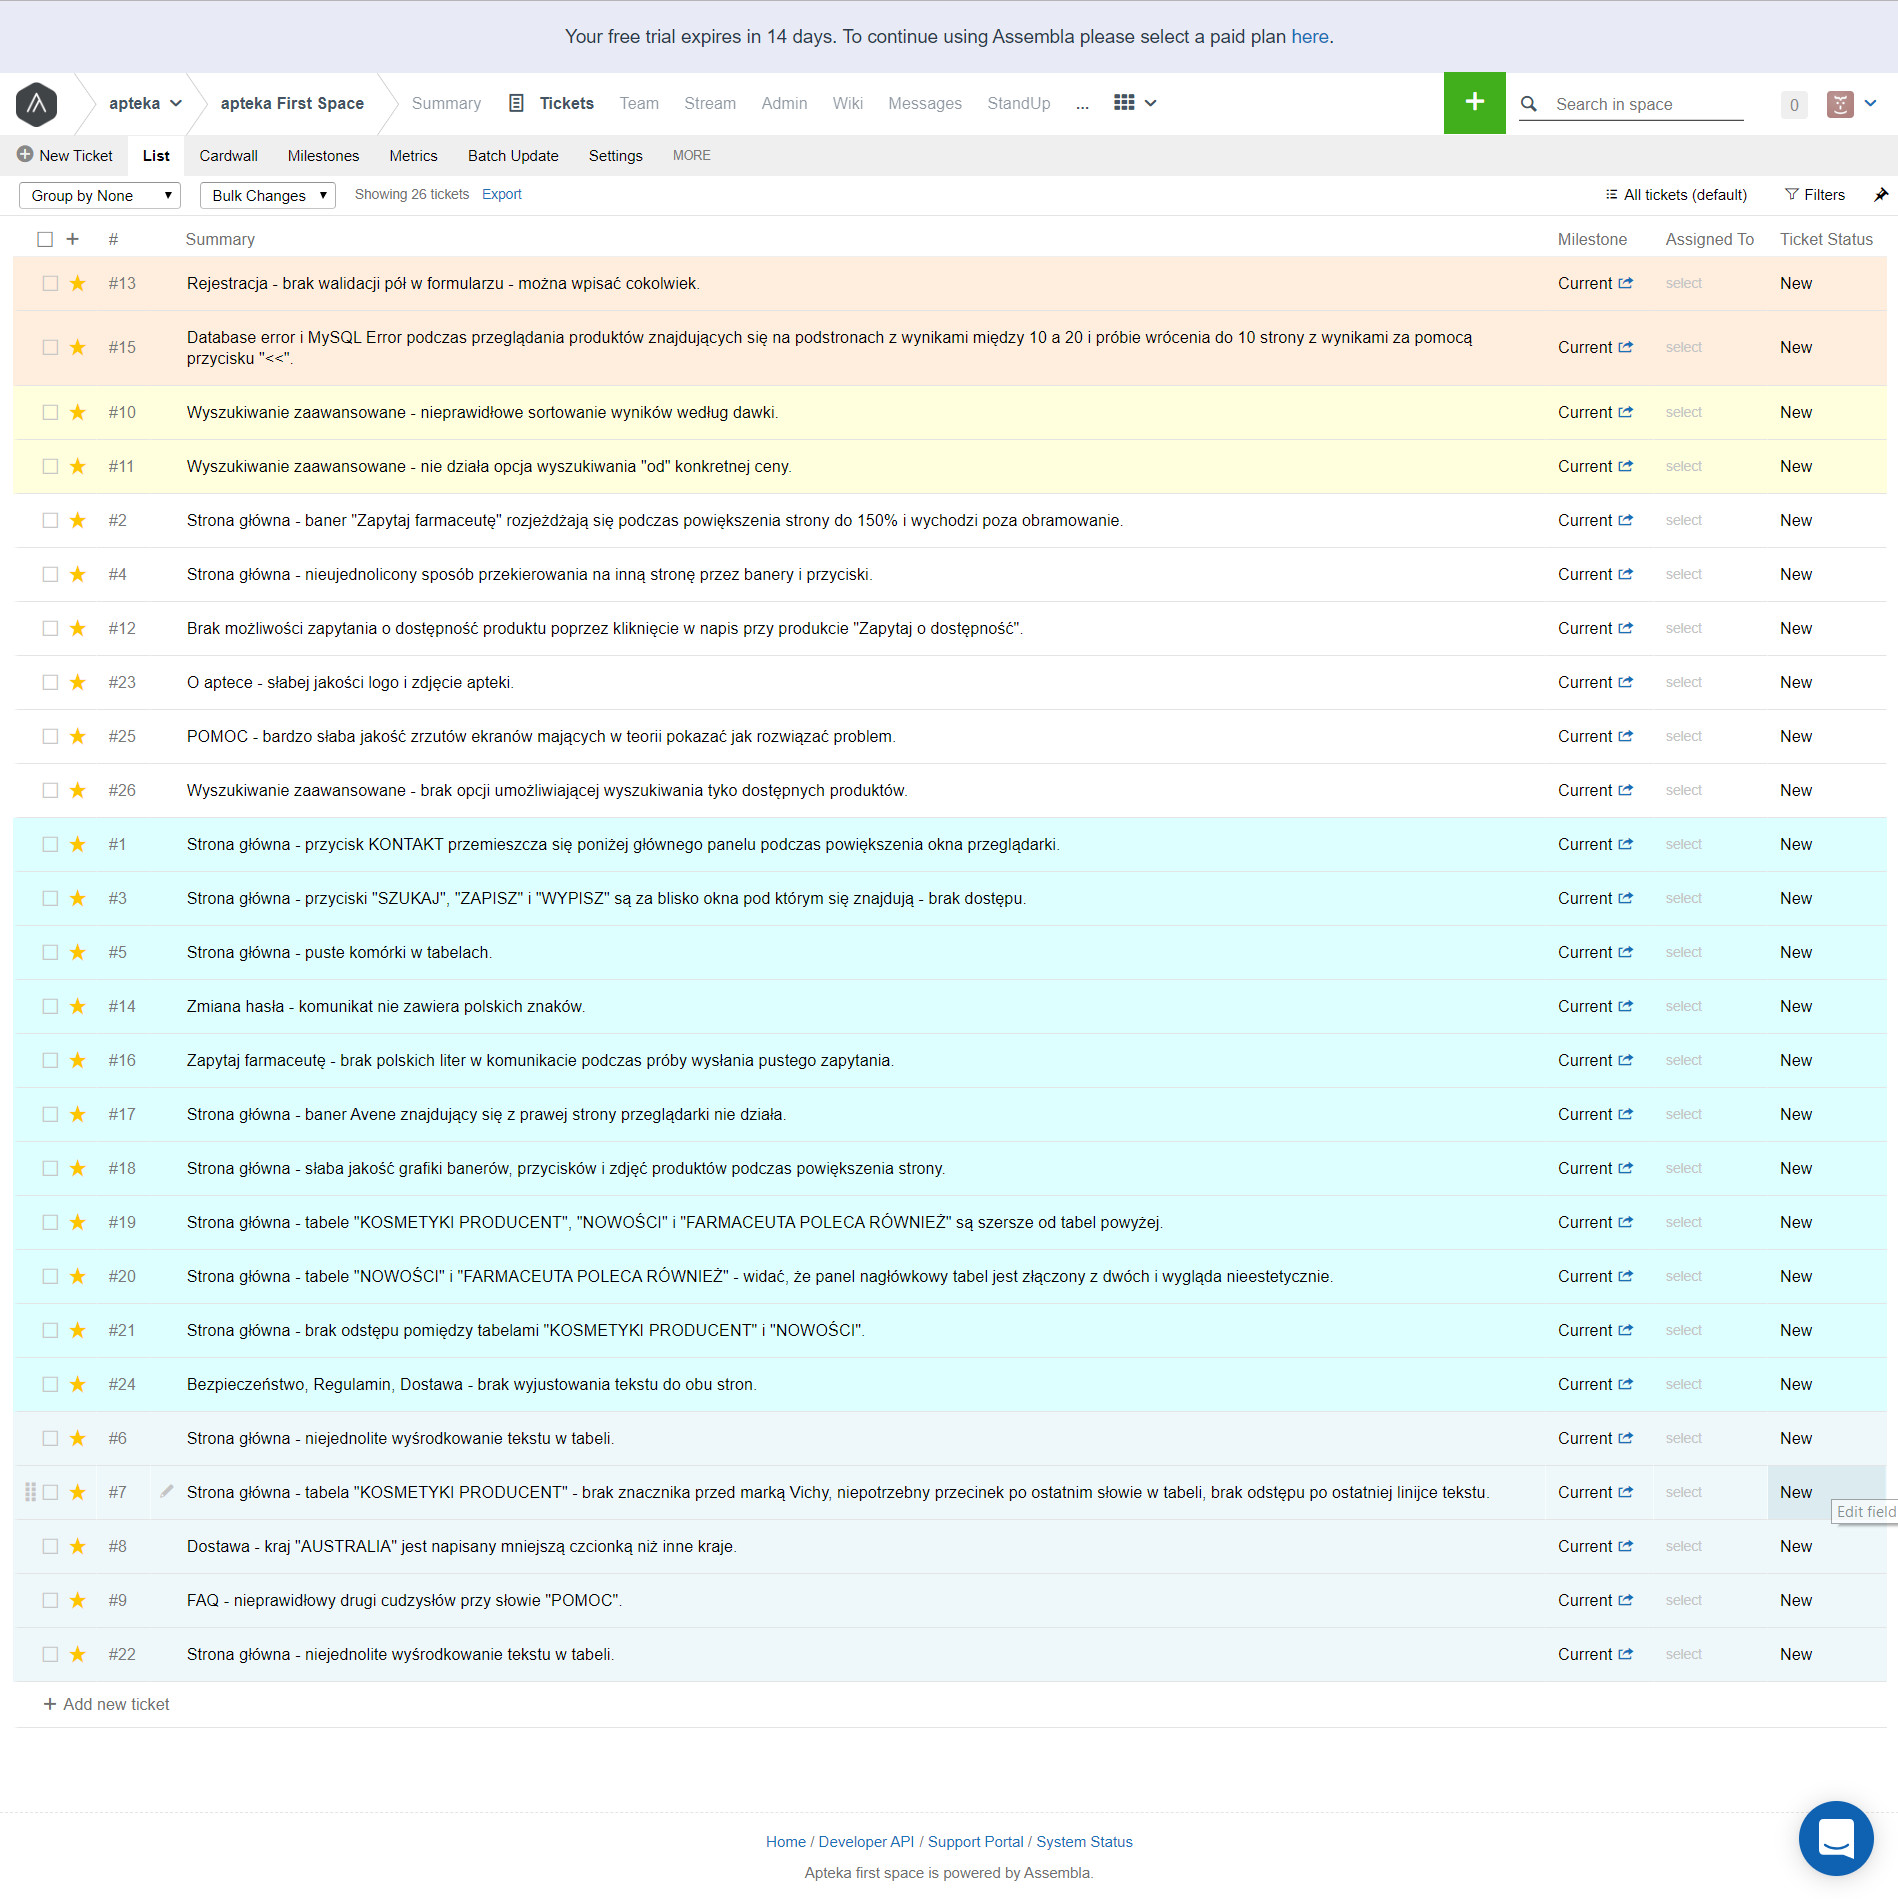 Your free trial expires in 14 days. To continue using Assembla please select a paid plan here.
apteka apteka First Space Summary Tickets Team Stream Admin Wiki Messages StandUp ... + Search in space 0
New Ticket List Cardwall Milestones Metrics Batch Update Settings MORE
Group by None Bulk Changes Showing 26 tickets Export All tickets (default) Filters
+ # Summary Milestone Assigned To Ticket Status
#13 Rejestracja - brak walidacji pól w formularzu - można wpisać cokolwiek. Current select New
#15 Database error i MySQL Error podczas przeglądania produktów znajdujących się na podstronach z wynikami między 10 a 20 i próbie wrócenia do 10 strony z wynikami za pomocą
przycisku "<<". Current select New
#10 Wyszukiwanie zaawansowane - nieprawidłowe sortowanie wyników według dawki. Current select New
#11 Wyszukiwanie zaawansowane - nie działa opcja wyszukiwania "od" konkretnej ceny. Current select New
#2 Strona główna - baner "Zapytaj farmaceutę" rozjeżdżają się podczas powiększenia strony do 150% i wychodzi poza obramowanie. Current select New
#4 Strona główna - nieujednolicony sposób przekierowania na inną stronę przez banery i przyciski. Current select New
#12 Brak możliwości zapytania o dostępność produktu poprzez kliknięcie w napis przy produkcie "Zapytaj o dostępność". Current select New
#23 O aptece - słabej jakości logo i zdjęcie apteki. Current select New
#25 POMOC - bardzo słaba jakość zrzutów ekranów mających w teorii pokazać jak rozwiązać problem. Current select New
#26 Wyszukiwanie zaawansowane - brak opcji umożliwiającej wyszukiwania tyko dostępnych produktów. Current select New
#1 Strona główna - przycisk KONTAKT przemieszcza się poniżej głównego panelu podczas powiększenia okna przeglądarki. Current select New
#3 Strona główna - przyciski "SZUKAJ", "ZAPISZ" i "WYPISZ" są za blisko okna pod którym się znajdują - brak dostępu. Current select New
#5 Strona główna - puste komórki w tabelach. Current select New
#14 Zmiana hasła - komunikat nie zawiera polskich znaków. Current select New
#16 Zapytaj farmaceutę - brak polskich liter w komunikacie podczas próby wysłania pustego zapytania. Current select New
#17 Strona główna - baner Avene znajdujący się z prawej strony przeglądarki nie działa. Current select New
#18 Strona główna - słaba jakość grafiki banerów, przycisków i zdjęć produktów podczas powiększenia strony. Current select New
#19 Strona główna - tabele "KOSMETYKI PRODUCENT", "NOWOŚCI" i "FARMACEUTA POLECA RÓWNIEŻ" są szersze od tabel powyżej. Current select New
#20 Strona główna - tabele "NOWOŚCI" i "FARMACEUTA POLECA RÓWNIEŻ" - widać, że panel nagłówkowy tabel jest złączony z dwóch i wygląda nieestetycznie. Current select New
#21 Strona główna - brak odstępu pomiędzy tabelami "KOSMETYKI PRODUCENT" i "NOWOŚCI". Current select New
#24 Bezpieczeństwo, Regulamin, Dostawa - brak wyjustowania tekstu do obu stron. Current select New
#6 Strona główna - niejednolite wyśrodkowanie tekstu w tabeli. Current select New
#7 Strona główna - tabela "KOSMETYKI PRODUCENT" - brak znacznika przed marką Vichy, niepotrzebny przecinek po ostatnim słowie w tabeli, brak odstępu po ostatniej linijce tekstu. Current select New
Edit field
#8 Dostawa - kraj "AUSTRALIA" jest napisany mniejszą czcionką niż inne kraje. Current select New
#9 FAQ - nieprawidłowy drugi cudzysłów przy słowie "POMOC". Current select New
#22 Strona główna - niejednolite wyśrodkowanie tekstu w tabeli. Current select New
+ Add new ticket
Home / Developer API / Support Portal / System Status
Apteka first space is powered by Assembla.